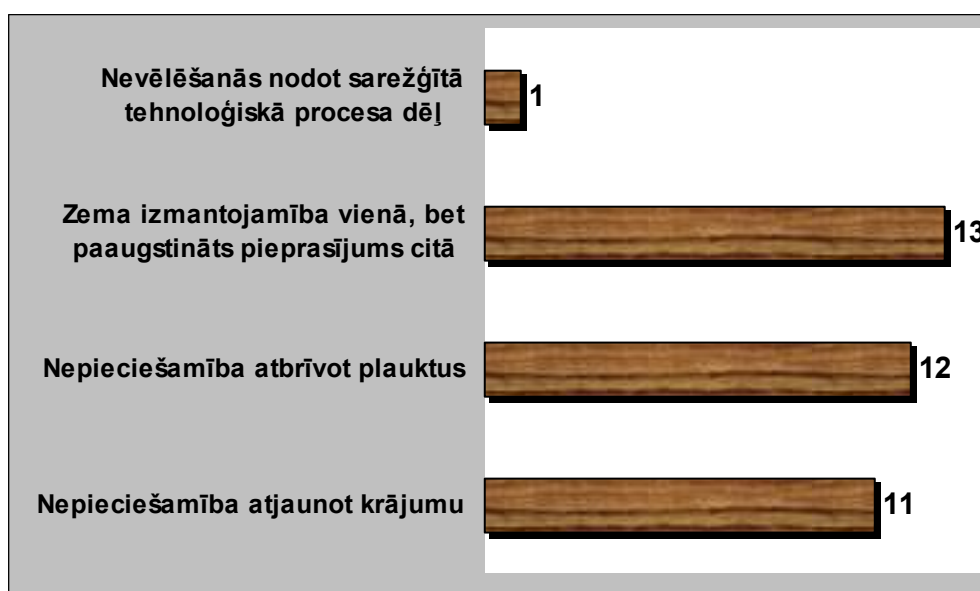 Nevēlēšanās nodot sarežģītā
tehnoloģiskā procesa dēļ
1
Zema izmantojamība vienā, bet
paaugstināts pieprasījums citā
13
Nepieciešamība atbrīvot plauktus
12
Nepieciešamība atjaunot krājumu
11